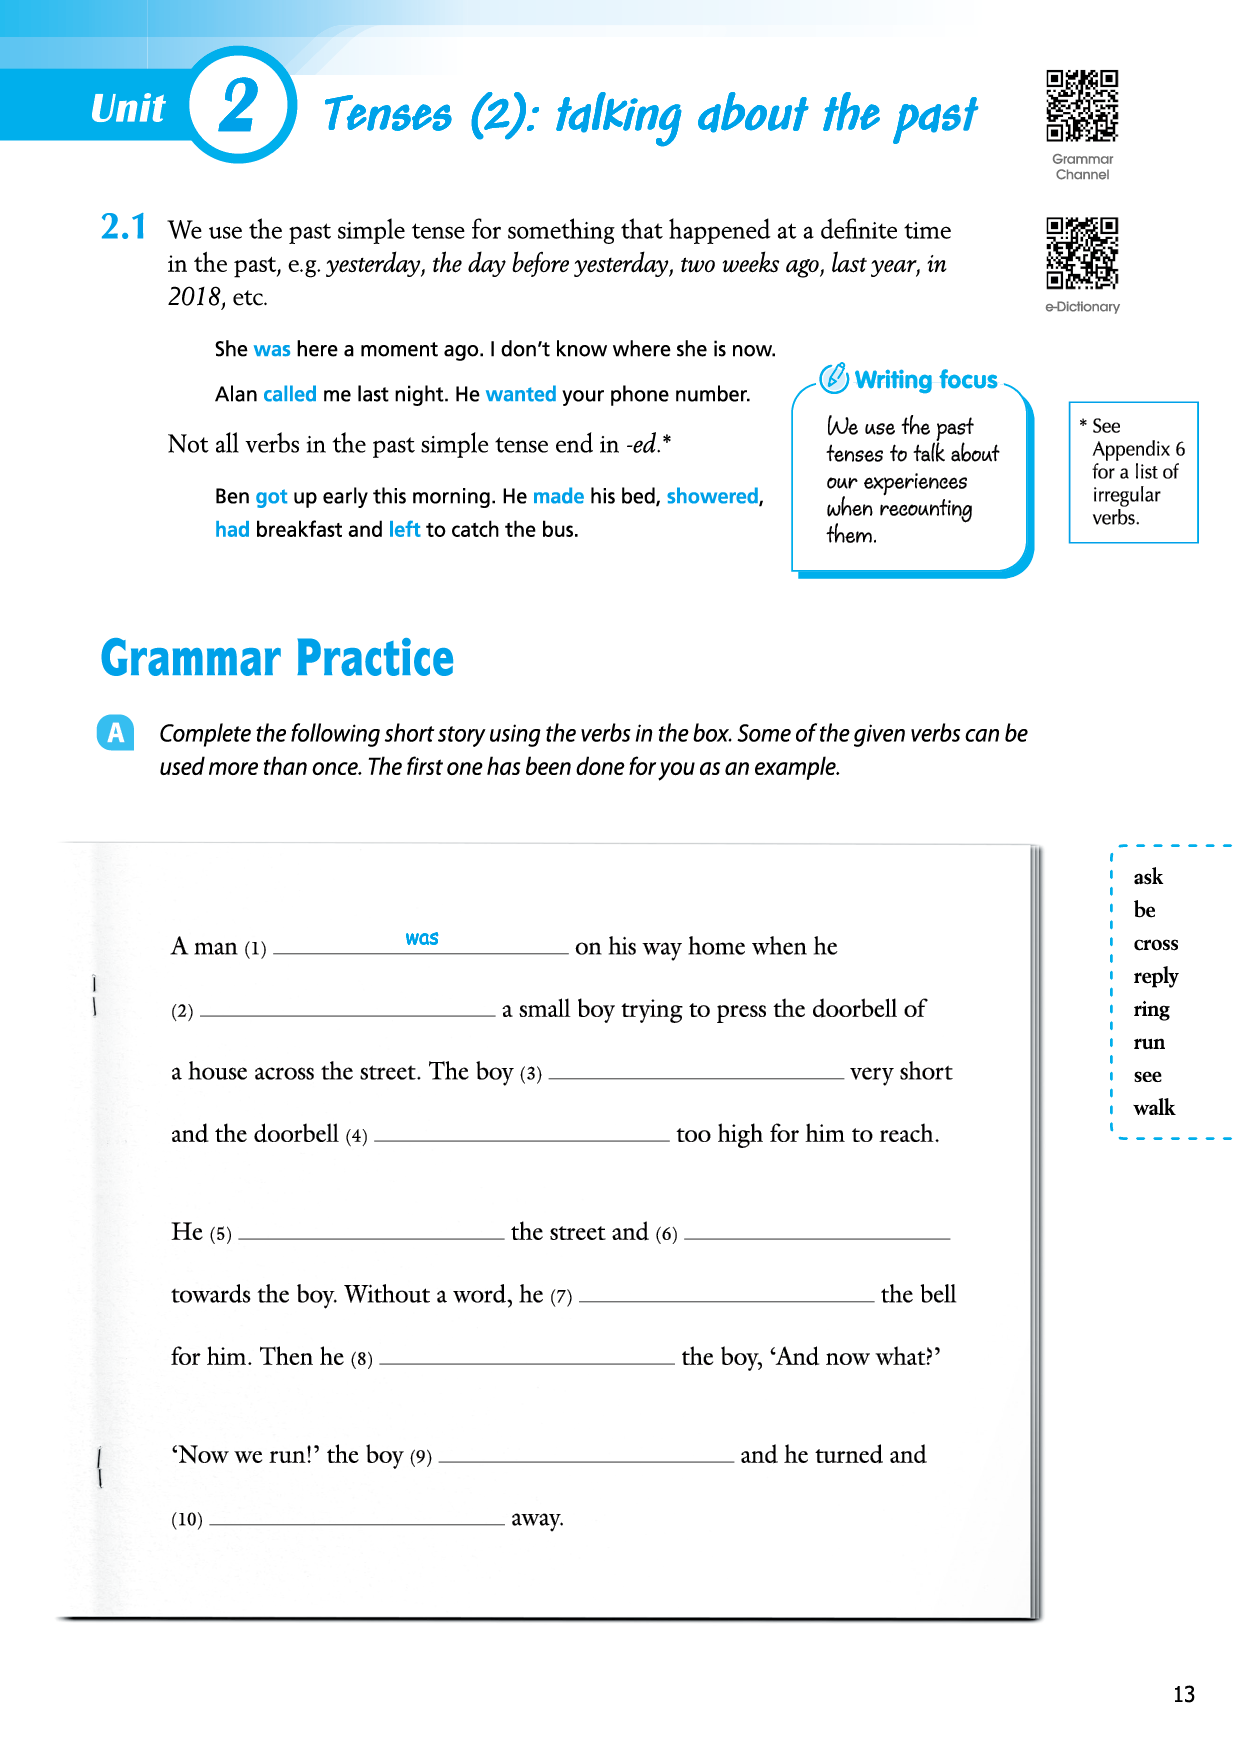 Unit 2 Tenses (2): talking about the past
Grammar
Channel
2.1 We use the past simple tense for something that happened at a definite time
in the past, e.g. yesterday, the day before yesterday, two weeks ago, last year, in
2018, etc.
e-Dictionary
She was here a moment ago. I don't know where she is now.
Alan called me last night. He wanted your phone number.
Not all verbs in the past simple tense end in -ed.*
Ben got up early this morning. He made his bed, showered,
had breakfast and left to catch the bus.
Writing focus
We use the past
tenses to talk about
our experiences
when recounting
them.
* See
Appendix 6
for a list of
irregular
verbs.
Grammar Practice
A Complete the following short story using the verbs in the box. Some of the given verbs can be
used more than once. The first one has been done for you as an example.
A man (1) was on his way home when he
(2) a small boy trying to press the doorbell of
a house across the street. The boy (3) very short
and the doorbell (4) too high for him to reach.
He (5) the street and (6)
towards the boy. Without a word, he (7) the bell
for him. Then he (8) the boy, ‘And now what?’
‘Now we run!’ the boy (9) and he turned and
(10) away.
ask
be
cross
reply
ring
run
see
walk
13